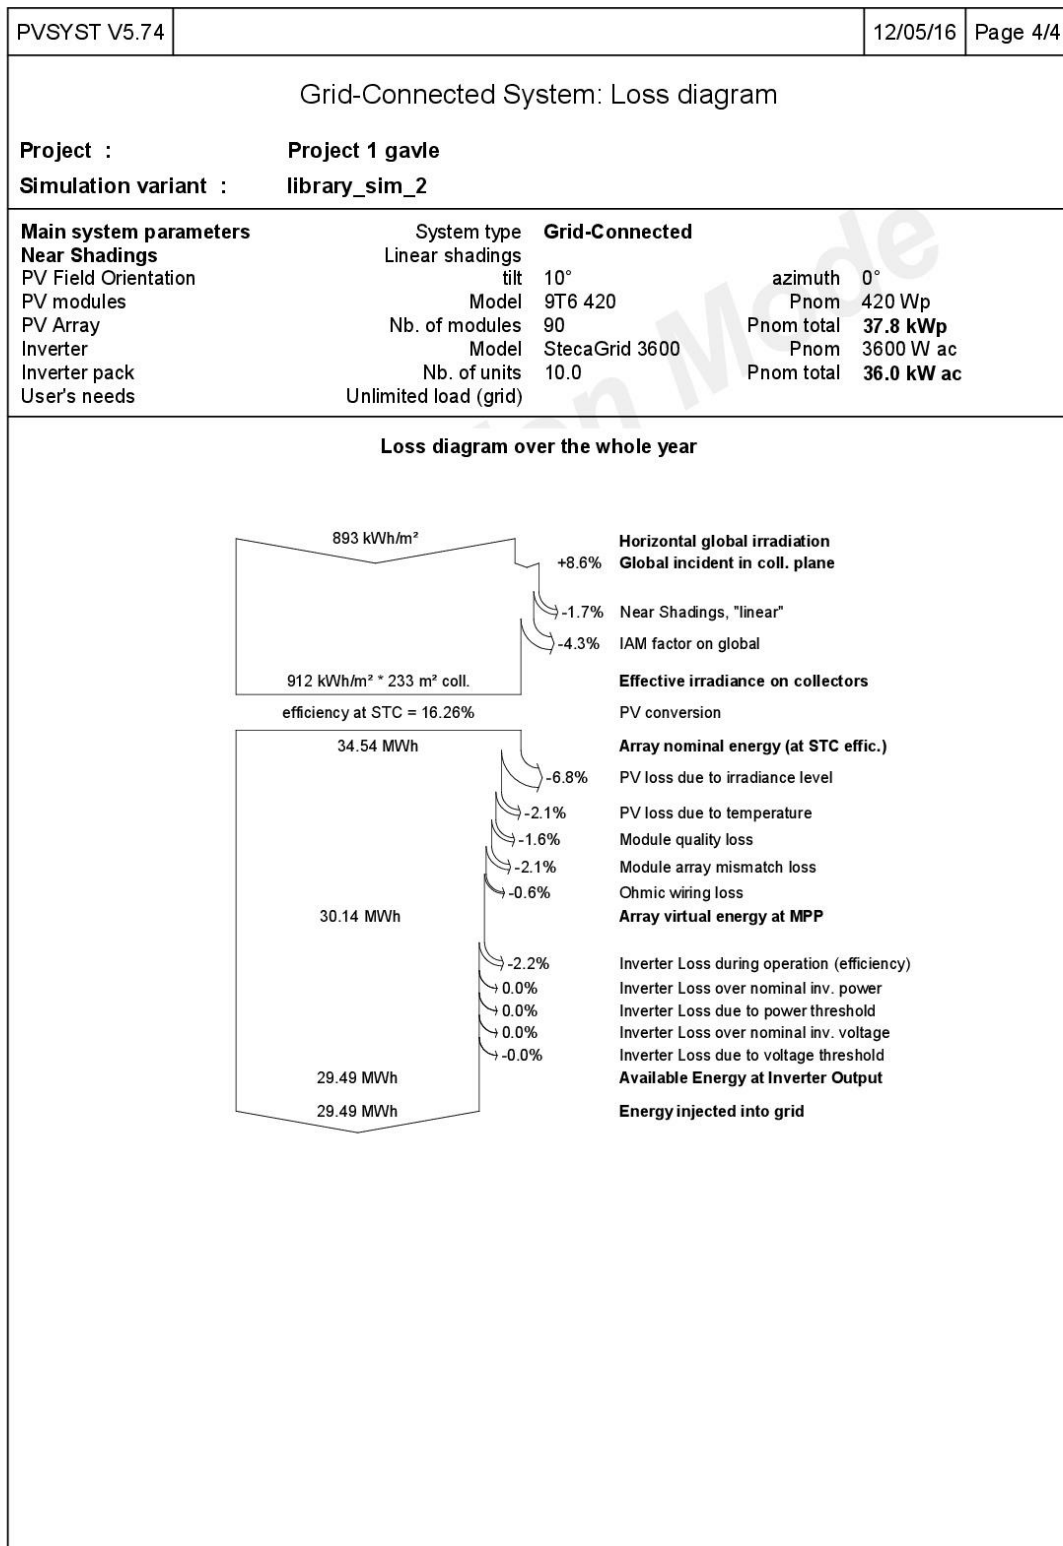 PVSYST V5.74 12/05/16 Page 4/4
Grid-Connected System: Loss diagram
Project : Project 1 gavle
Simulation variant : library_sim_2
Main system parameters System type Grid-Connected
Near Shadings Linear shadings
PV Field Orientation tilt 10° azimuth 0°
PV modules Model 9T6 420 Pnom 420 Wp
PV Array Nb. of modules 90 Pnom total 37.8 kWp
Inverter Model StecaGrid 3600 Pnom 3600 W ac
Inverter pack Nb. of units 10.0 Pnom total 36.0 kW ac
User's needs Unlimited load (grid)
on Mode
Loss diagram over the whole year
893 kWh/m² Horizontal global irradiation
+8.6% Global incident in coll. plane
-1.7% Near Shadings, "linear"
-4.3% IAM factor on global
912 kWh/m² * 233 m² coll. Effective irradiance on collectors
efficiency at STC = 16.26% PV conversion
34.54 MWh Array nominal energy (at STC effic.)
-6.8% PV loss due to irradiance level
-2.1% PV loss due to temperature
-1.6% Module quality loss
-2.1% Module array mismatch loss
-0.6% Ohmic wiring loss
30.14 MWh Array virtual energy at MPP
-2.2% Inverter Loss during operation (efficiency)
0.0% Inverter Loss over nominal inv. power
0.0% Inverter Loss due to power threshold
0.0% Inverter Loss over nominal inv. voltage
-0.0% Inverter Loss due to voltage threshold
29.49 MWh Available Energy at Inverter Output
29.49 MWh Energy injected into grid